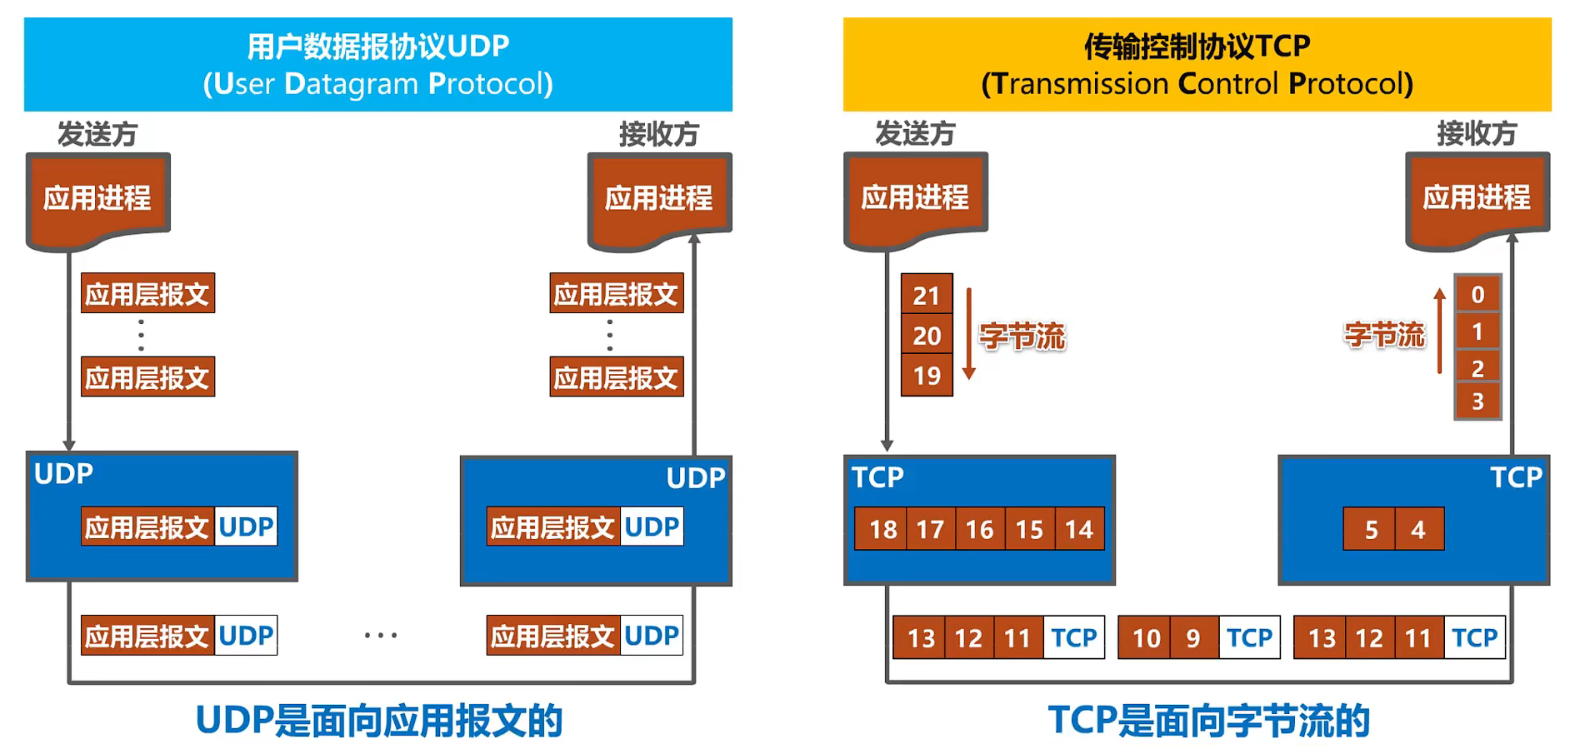 用户数据报协议UDP
(User Datagram Protocol)
发送方
接收方
应用进程
应用进程
应用层报文
应用层报文
应用层报文
应用层报文
UDP
UDP
应用层报文 UDP
应用层报文 UDP
应用层报文 UDP
...
应用层报文 UDP
UDP是面向应用报文的
传输控制协议TCP
(Transmission Control Protocol)
发送方
接收方
应用进程
应用进程
21
20
19
字节流
字节流
0
1
2
3
TCP
TCP
18 17 16 15 14
5 4
13 12 11 TCP
10 9 TCP
13 12 11 TCP
TCP是面向字节流的